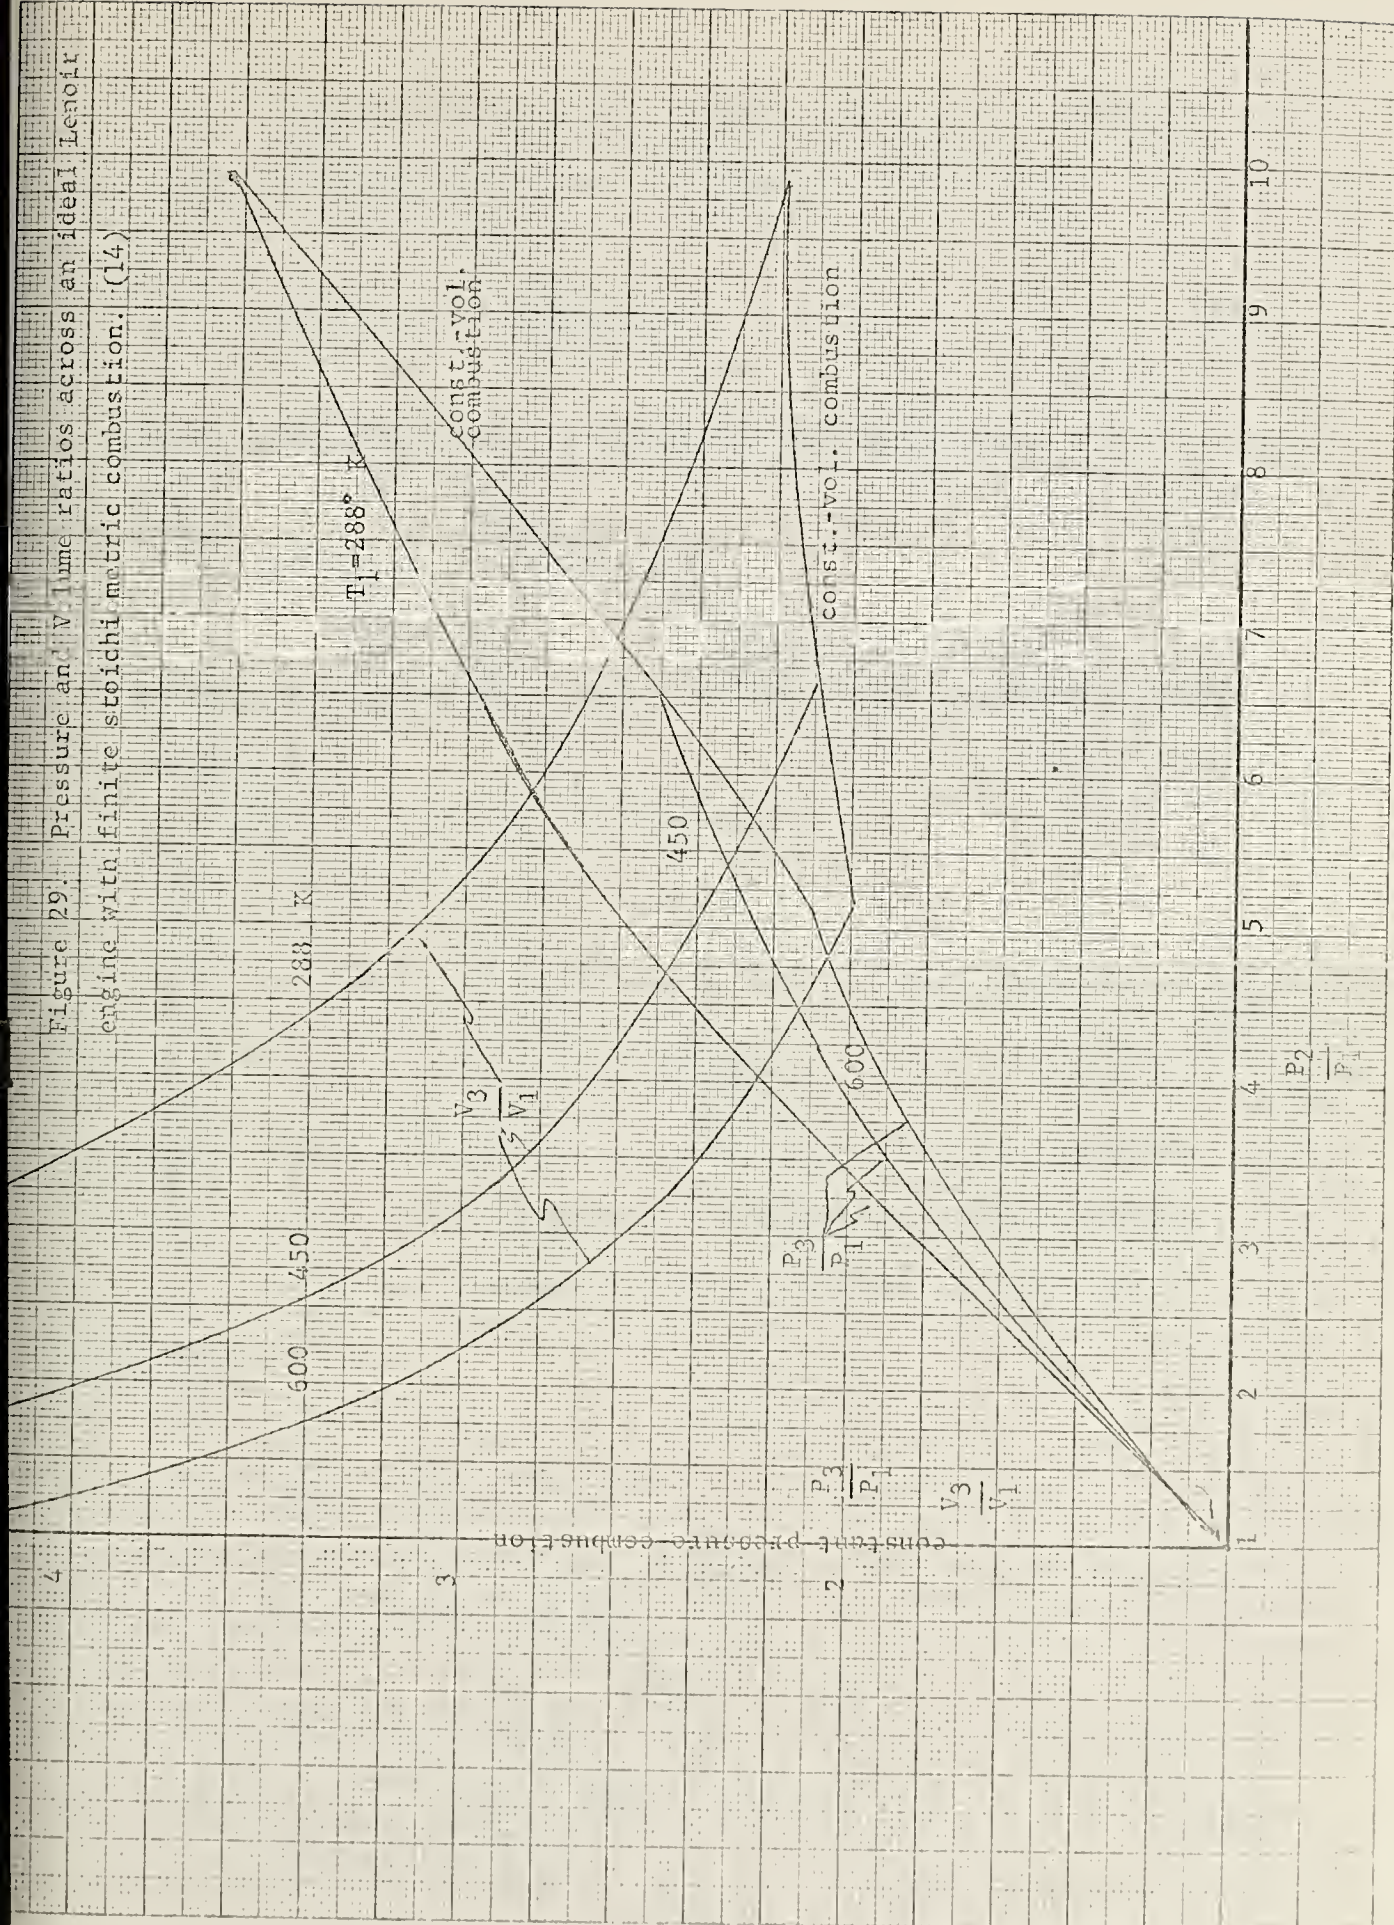 Figure 29. Pressure and Volume ratios across an ideal Lenoir
engine with finite stoichiometric combustion. (14)
4
3
2
constant pressure combustion
P3
P1
V3
V1
600
450
288 K
V3's
V1
T1=288° K
const.-vol.
combustion
450
600
P3
P1
const.-vol. combustion
1
2
3
4
5
6
7
8
9
10
P2
P1